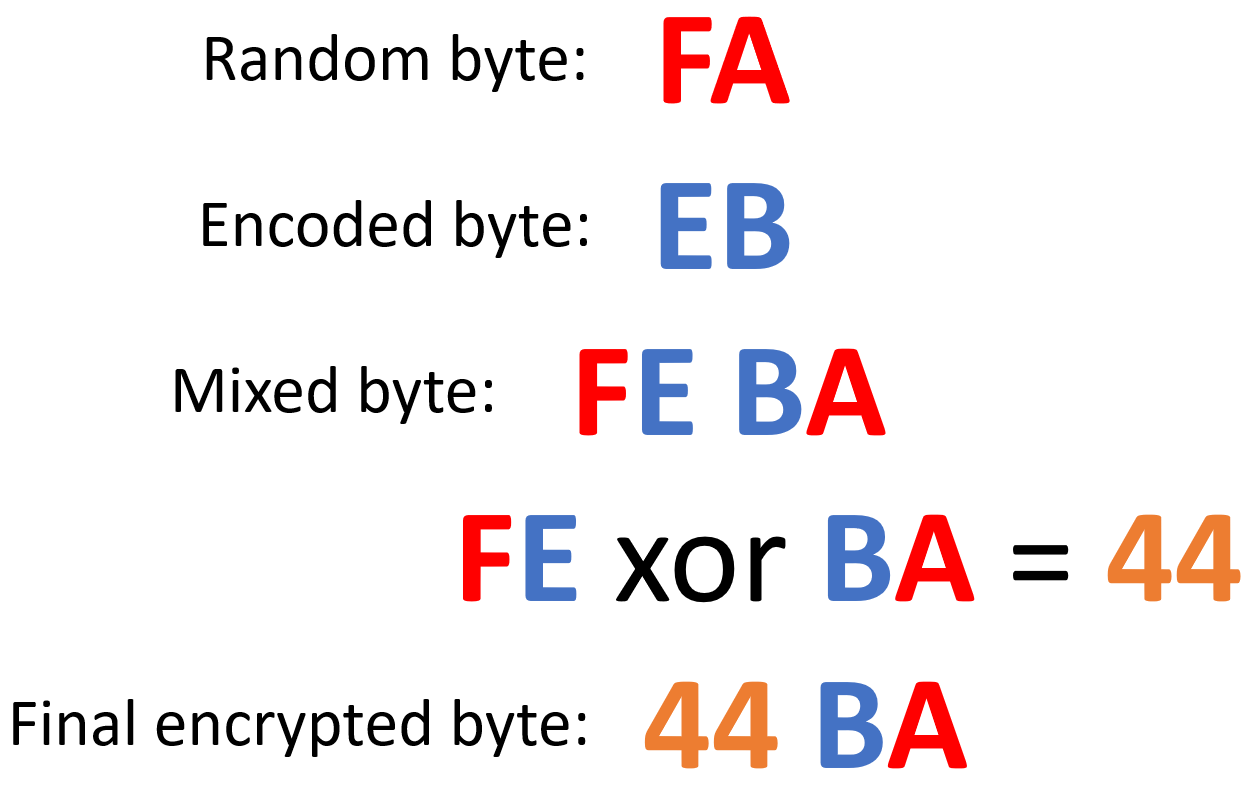 Random byte: FA
Encoded byte: EB
Mixed byte: FE BA
FE xor BA = 44
Final encrypted byte: 44 BA